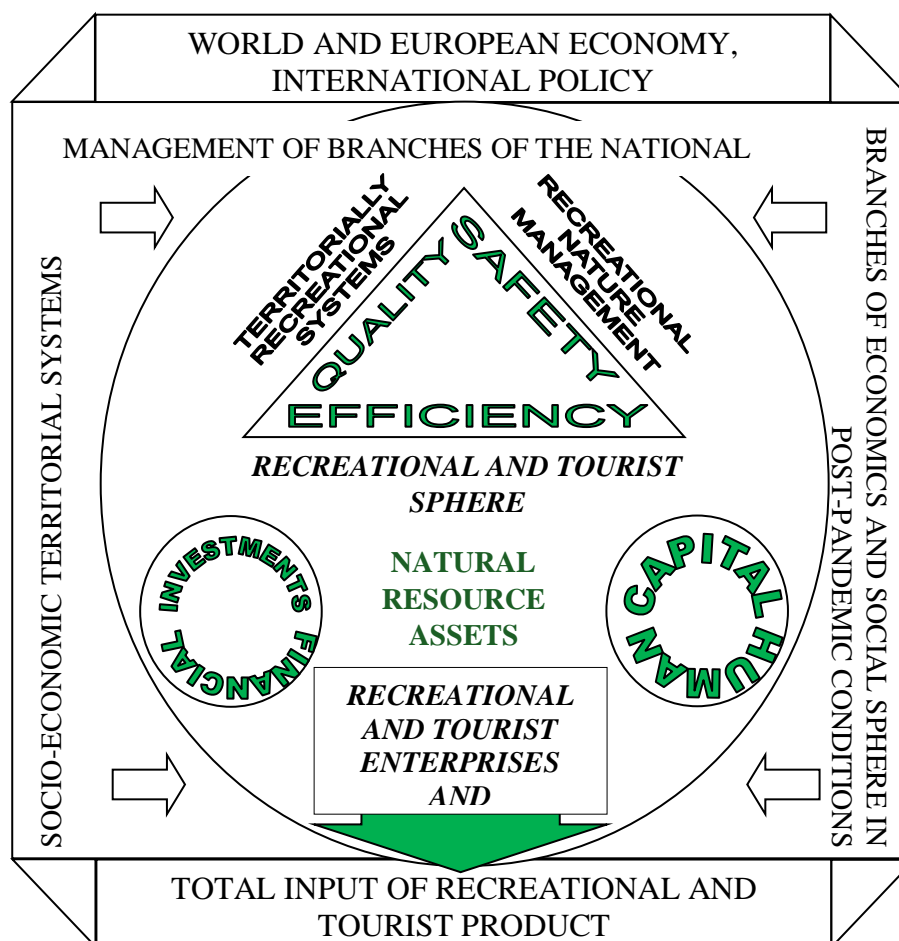 WORLD AND EUROPEAN ECONOMY,
INTERNATIONAL POLICY
MANAGEMENT OF BRANCHES OF THE NATIONAL
SOCIO-ECONOMIC TERRITORIAL SYSTEMS
TERRITORIALLY
RECREATIONAL
SYSTEMS
RECREATIONAL
NATURE
MANAGEMENT
QUALITY
SAFETY
EFFICIENCY
RECREATIONAL AND TOURIST
SPHERE
FINANCIAL INVESTMENTS
NATURAL
RESOURCE
ASSETS
HUMAN CAPITAL
RECREATIONAL
AND TOURIST
ENTERPRISES
AND
BRANCHES OF ECONOMICS AND SOCIAL SPHERE IN
POST-PANDEMIC CONDITIONS
TOTAL INPUT OF RECREATIONAL AND
TOURIST PRODUCT